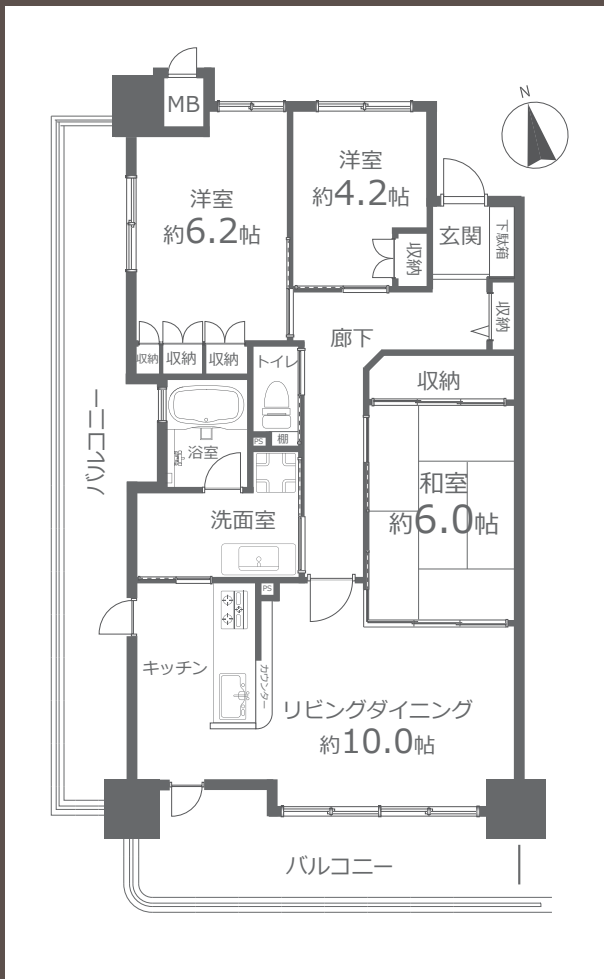 N
MB
洋室
約4.2帖
洋室
約6.2帖
玄関
下駄箱
収納
収納
廊下
収納
収納
収納
トイレ
収納
棚
PS
浴室
和室
約6.0帖
洗面室
バルコニー
PS
キッチン
カウンター
リビングダイニング
約10.0帖
バルコニー